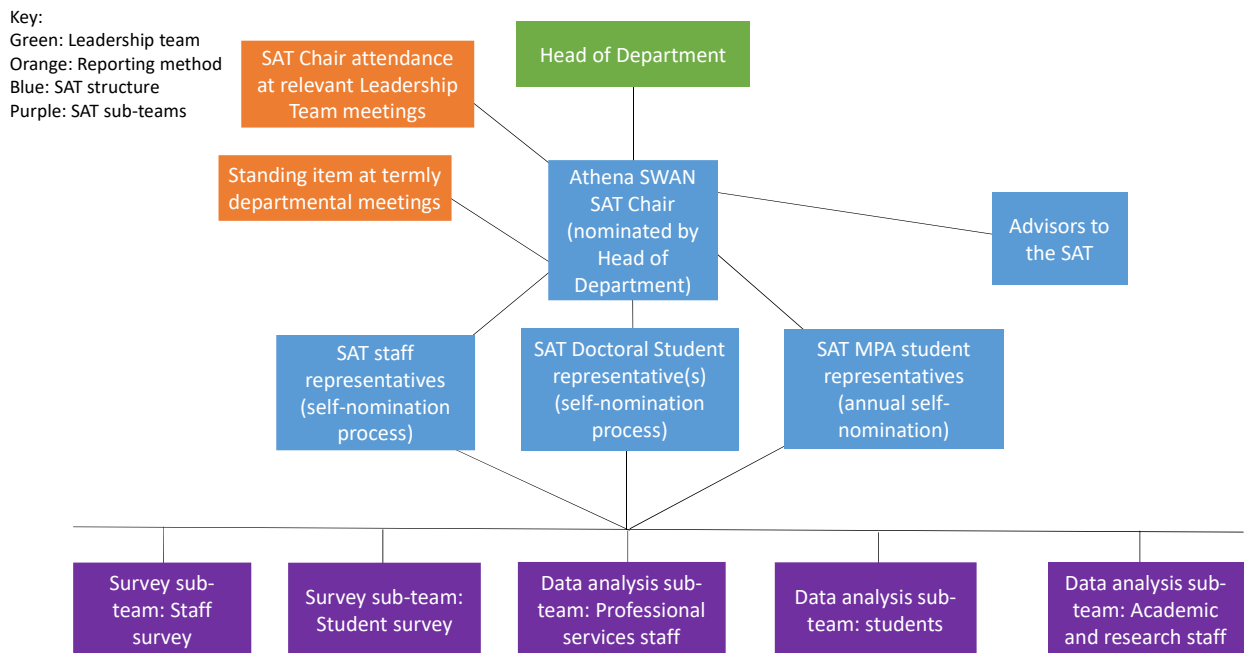 Key:
Green: Leadership team
Orange: Reporting method
Blue: SAT structure
Purple: SAT sub-teams
SAT Chair attendance
at relevant Leadership
Team meetings
Head of Department
Standing item at termly
departmental meetings
Athena SWAN
SAT Chair
(nominated by
Head of
Department)
Advisors to
the SAT
SAT staff
representatives
(self-nomination
process)
SAT Doctoral Student
representative(s)
(self-nomination
process)
SAT MPA student
representatives
(annual self-
nomination)
Survey sub-
team: Staff
survey
Survey sub-team:
Student survey
Data analysis sub-
team: Professional
services staff
Data analysis sub-
team: students
Data analysis sub-
team: Academic
and research staff